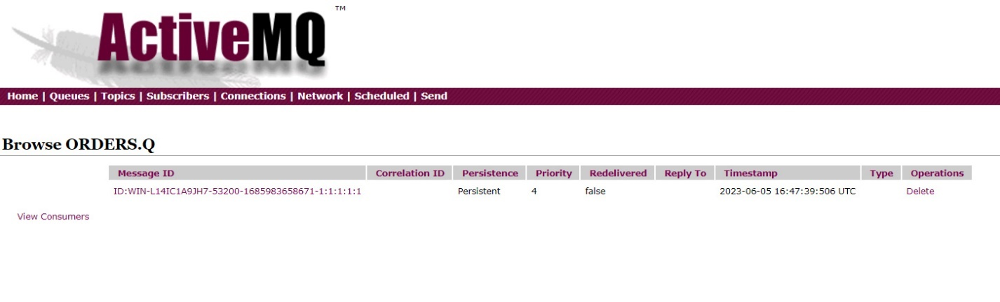 ActiveMQ™
Home | Queues | Topics | Subscribers | Connections | Network | Scheduled | Send
Browse ORDERS.Q
Message ID Correlation ID Persistence Priority Redelivered Reply To Timestamp Type Operations
ID:WIN-L14IC1A9JH7-53200-1685983658671-1:1:1:1:1 Persistent 4 false 2023-06-05 16:47:39:506 UTC Delete
View Consumers